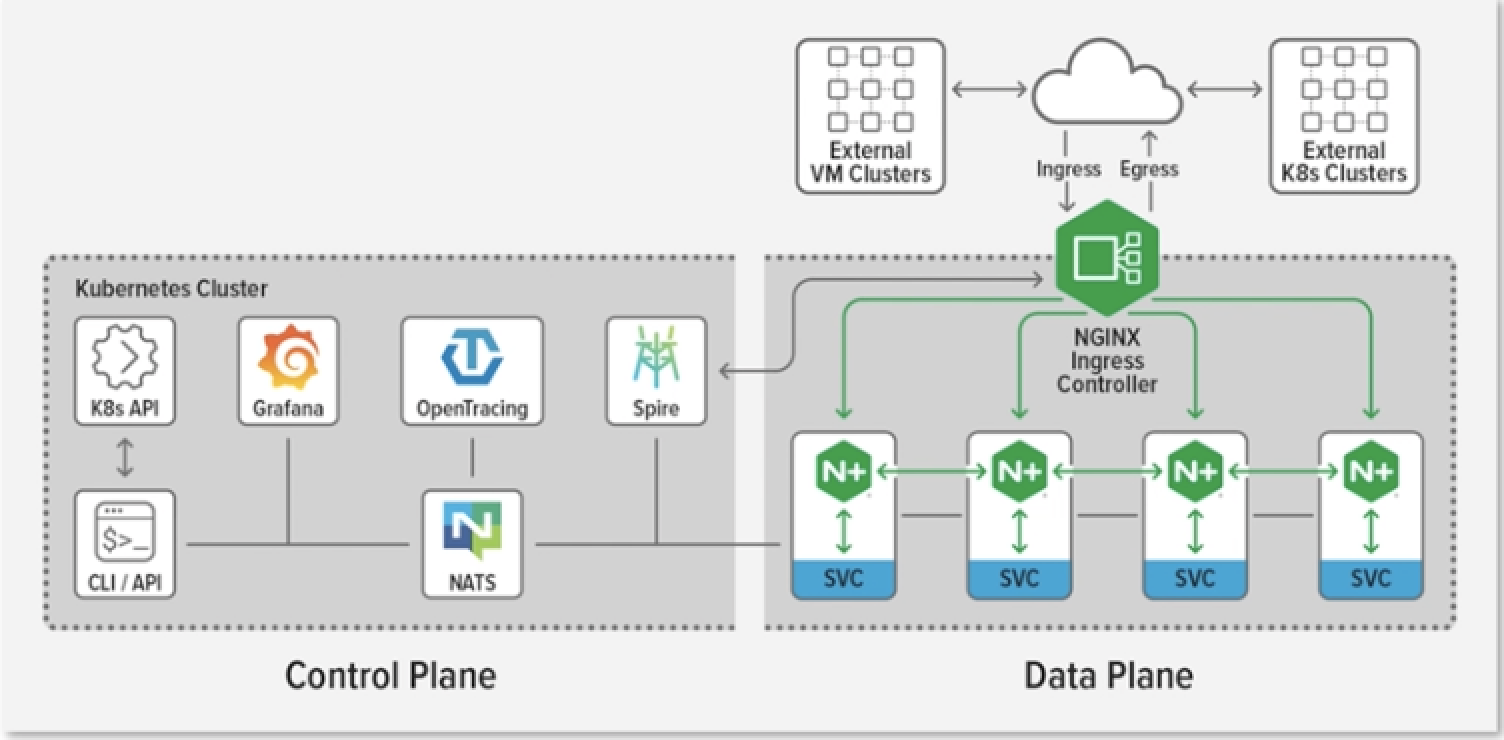 External
VM Clusters
External
K8s Clusters
Ingress
Egress
Kubernetes Cluster
K8s API
Grafana
OpenTracing
Spire
NGINX
Ingress
Controller
$>_
CLI / API
N
NATS
N+
N+
N+
N+
SVC
SVC
SVC
SVC
Control Plane
Data Plane